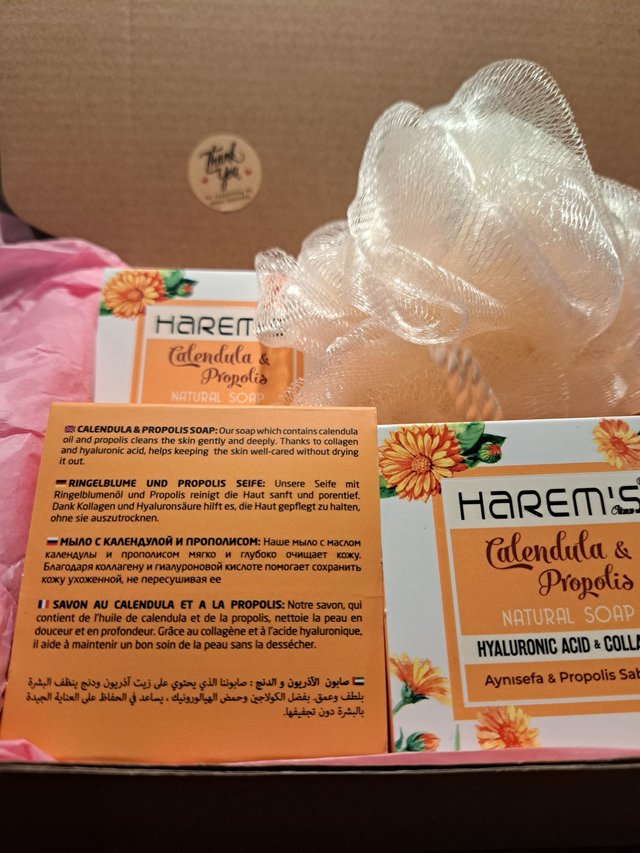 Thank
You
HAREM'S
Calendula &
Propolis
NATURAL SOAP
CALENDULA & PROPOLIS SOAP: Our soap which contains calendula
oil and propolis cleans the skin gently and deeply. Thanks to collagen
and hyaluronic acid, helps keeping the skin well-cared without drying
it out.
RINGELBLUME UND PROPOLIS SEIFE: Unsere Seife mit
Ringelblumenöl und Propolis reinigt die Haut sanft und porentief.
Dank Kollagen und Hyaluronsäure hilft es, die Haut gepflegt zu halten,
ohne sie auszutrocknen.
МЫЛО С КАЛЕНДУЛОЙ И ПРОПОЛИСОМ: Наше мыло с маслом
календулы и прополисом мягко и глубоко очищает кожу.
Благодаря коллагену и гиалуроновой кислоте помогает сохранить
кожу ухоженной, не пересушивая ее
SAVON AU CALENDULA ET A LA PROPOLIS: Notre savon, qui
contient de l'huile de calendula et de la propolis, nettoie la peau en
douceur et en profondeur. Grâce au collagène et à l'acide hyaluronique,
il aide à maintenir un bon soin de la peau sans la dessécher.
صابون الآذريون و الدنج : صابوننا الذي يحتوي على زيت آذريون ودنج ينظف البشرة
بلطف وعمق. بفضل الكولاجين وحمض الهيالورونيك ، يساعد في الحفاظ على العناية الجيدة
بالبشرة دون تجفيفها.
HAREM'S
Calendula &
Propolis
NATURAL SOAP
HYALURONIC ACID & COLLA
Aynısefa & Propolis Sab